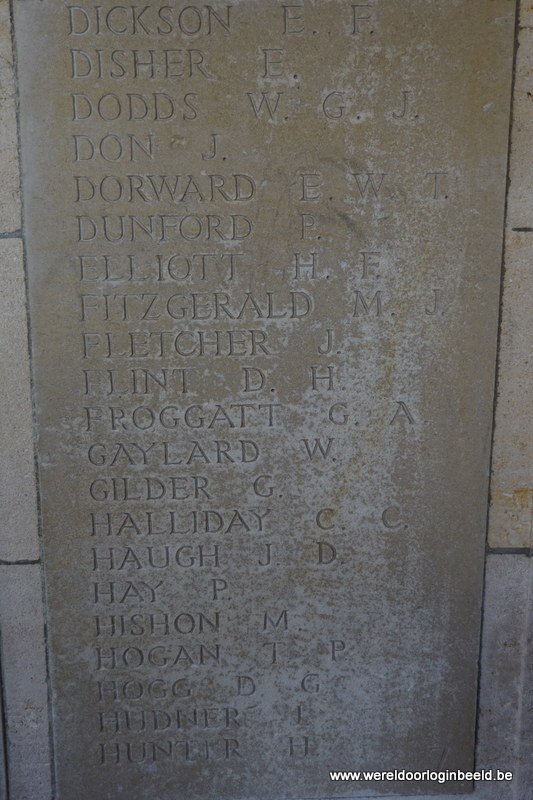 DICKSON E. F.
DISHER E.
DODDS W. G. J.
DON J.
DORWARD E. W. T.
DUNFORD P.
ELLIOTT H. F.
FITZGERALD M. J.
FLETCHER J.
FLINT D. H.
FROGGATT G. A.
GAYLARD W.
GILDER G.
HALLIDAY C. C.
HAUGH J. D.
HAY P.
HISHON M.
HOGAN T. P.
HOGG D. G.
HUDNER
HUNTER H.
www.wereldoorloginbeeld.be